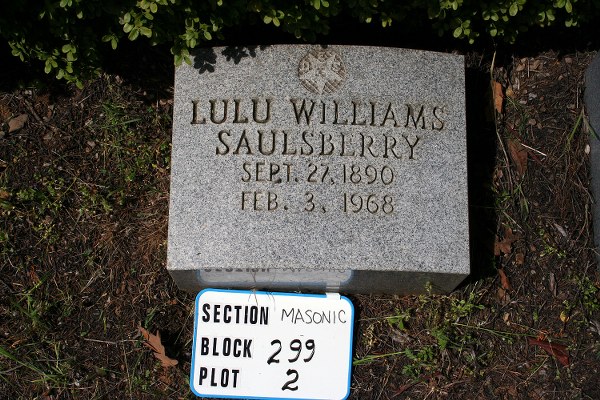 LULU WILLIAMS
SAULSBERRY
SEPT. 27, 1890
FEB. 3, 1968
SECTION MASONIC
BLOCK 299
PLOT 2